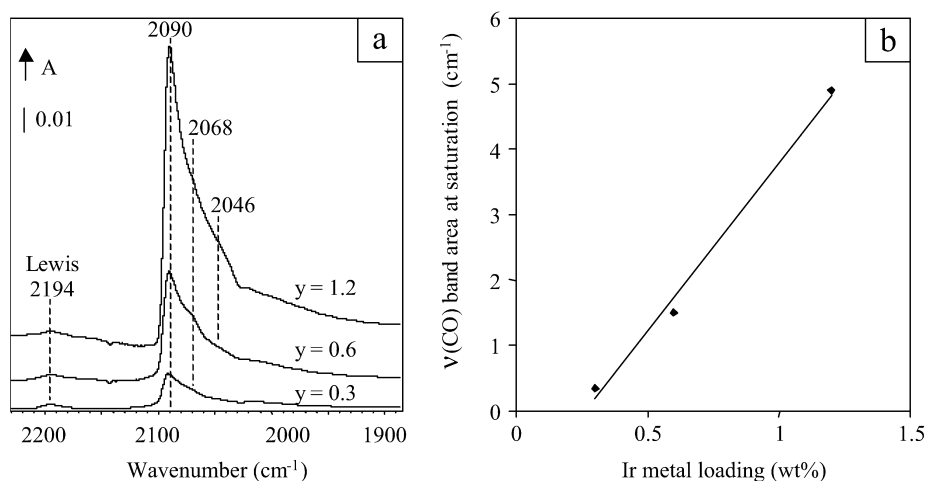 a
2090
A
0.01
2068
2046
Lewis
2194
y = 1.2
y = 0.6
y = 0.3
2200
2100
2000
1900
Wavenumber (cm⁻¹)
b
ν(CO) band area at saturation (cm⁻¹)
6
5
4
3
2
1
0
0
0.5
1
1.5
Ir metal loading (wt%)